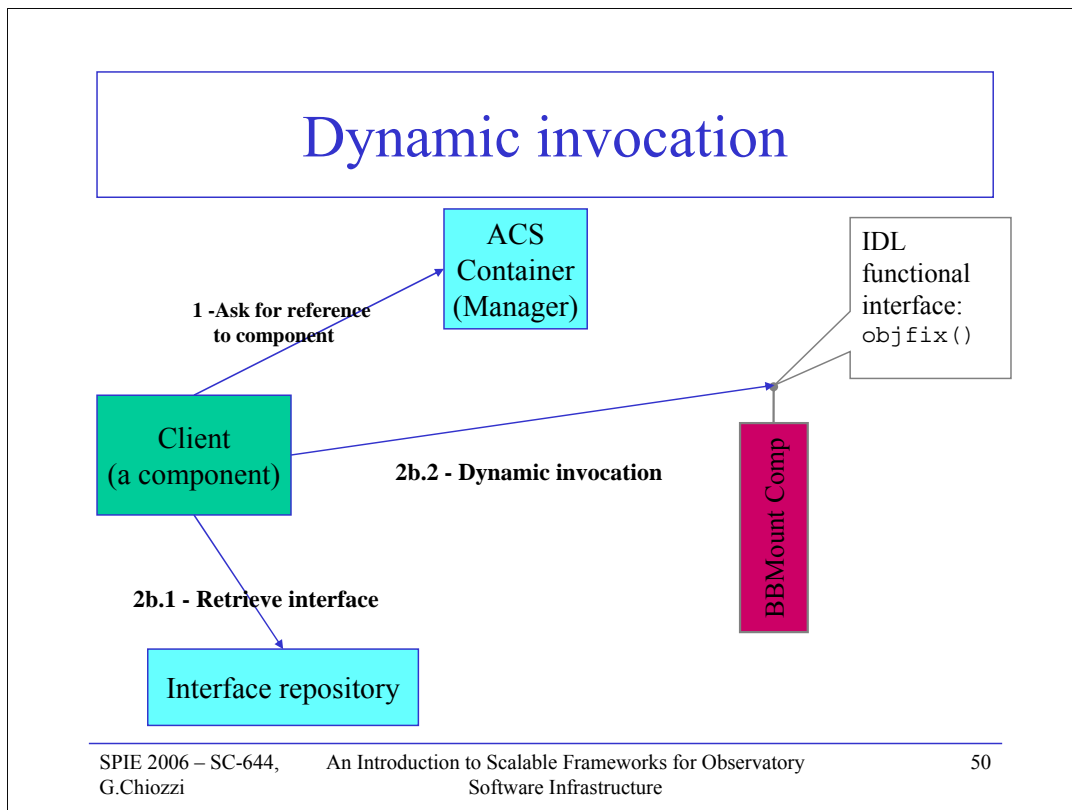 Dynamic invocation
ACS
Container
(Manager)
IDL
functional
interface:
objfix()
1 -Ask for reference
to component
Client
(a component)
2b.2 - Dynamic invocation
BBMount Comp
2b.1 - Retrieve interface
Interface repository
SPIE 2006 – SC-644,
G.Chiozzi
An Introduction to Scalable Frameworks for Observatory
Software Infrastructure
50